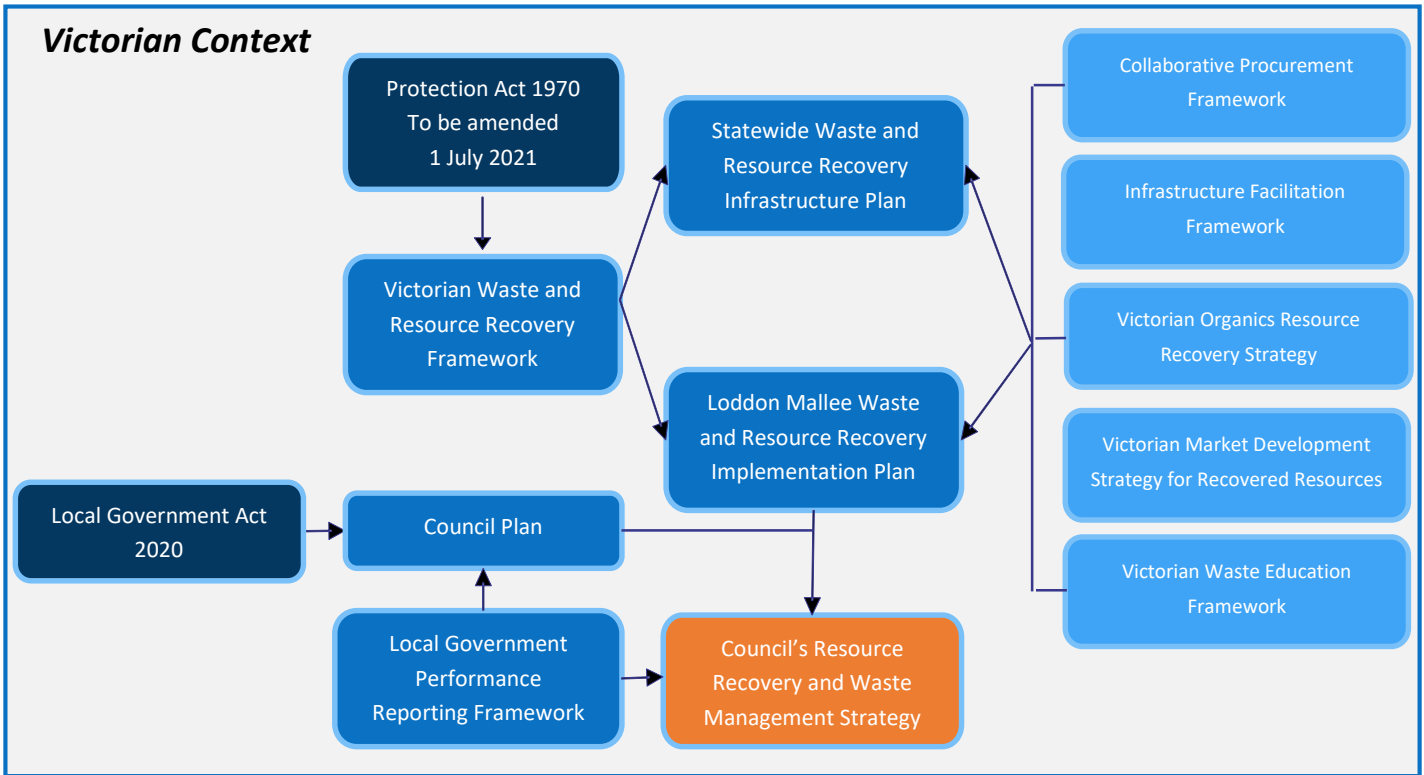 Victorian Context
Protection Act 1970
To be amended
1 July 2021
Statewide Waste and
Resource Recovery
Infrastructure Plan
Collaborative Procurement
Framework
Infrastructure Facilitation
Framework
Victorian Waste and
Resource Recovery
Framework
Victorian Organics Resource
Recovery Strategy
Loddon Mallee Waste
and Resource Recovery
Implementation Plan
Victorian Market Development
Strategy for Recovered Resources
Local Government Act
2020
Council Plan
Victorian Waste Education
Framework
Local Government
Performance
Reporting Framework
Council’s Resource
Recovery and Waste
Management Strategy